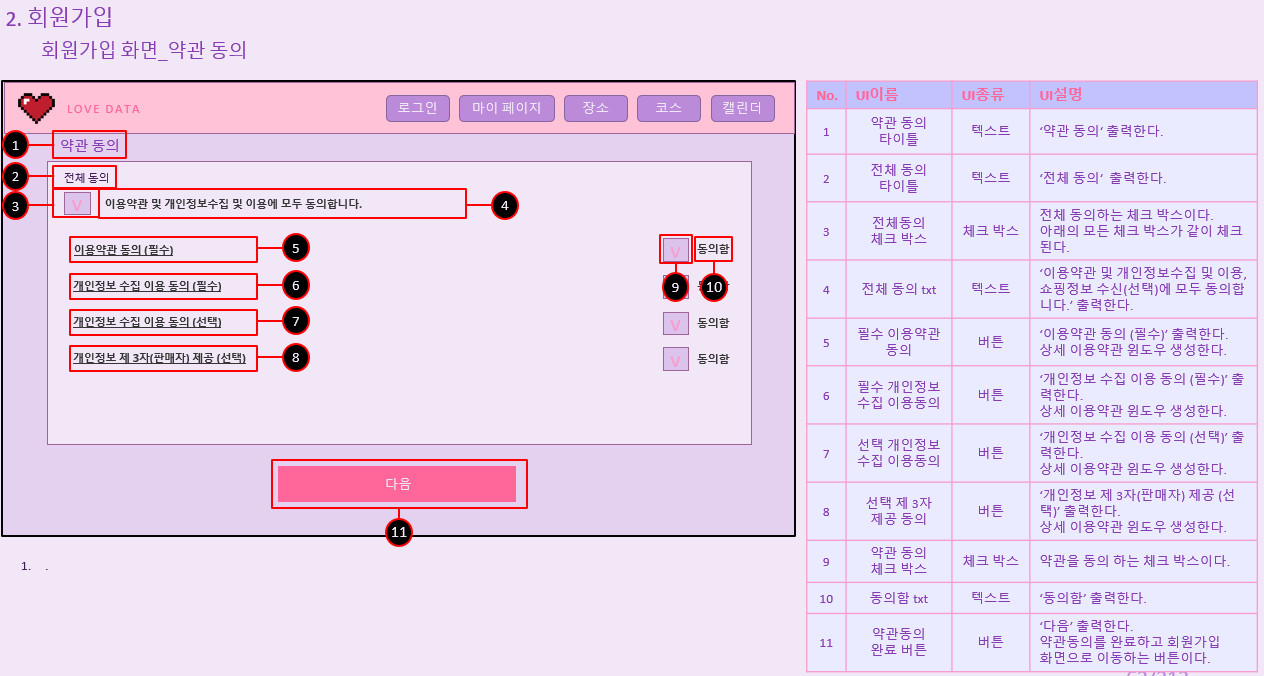 2. 회원가입
회원가입 화면_약관 동의
LOVE DATA
로그인
마이 페이지
장소
코스
캘린더
1
약관 동의
2
전체 동의
3
V
이용약관 및 개인정보수집 및 이용에 모두 동의합니다.
4
이용약관 동의 (필수)
5
V
동의함
개인정보 수집 이용 동의 (필수)
6
9
10
개인정보 수집 이용 동의 (선택)
7
V
동의함
개인정보 제 3자(판매자) 제공 (선택)
8
V
동의함
다음
11
1. .
No. UI이름 UI종류 UI설명
1
약관 동의
타이틀
텍스트
‘약관 동의’ 출력한다.
2
전체 동의
타이틀
텍스트
‘전체 동의’ 출력한다.
3
전체동의
체크 박스
체크 박스
전체 동의하는 체크 박스이다.
아래의 모든 체크 박스가 같이 체크
된다.
4
전체 동의 txt
텍스트
‘이용약관 및 개인정보수집 및 이용,
쇼핑정보 수신(선택)에 모두 동의합
니다.’ 출력한다.
5
필수 이용약관
동의
버튼
‘이용약관 동의 (필수)’ 출력한다.
상세 이용약관 윈도우 생성한다.
6
필수 개인정보
수집 이용동의
버튼
‘개인정보 수집 이용 동의 (필수)’ 출
력한다.
상세 이용약관 윈도우 생성한다.
7
선택 개인정보
수집 이용동의
버튼
‘개인정보 수집 이용 동의 (선택)’ 출
력한다.
상세 이용약관 윈도우 생성한다.
8
선택 제 3자
제공 동의
버튼
‘개인정보 제 3자(판매자) 제공 (선
택)’ 출력한다.
상세 이용약관 윈도우 생성한다.
9
약관 동의
체크 박스
체크 박스
약관을 동의 하는 체크 박스이다.
10
동의함 txt
텍스트
‘동의함’ 출력한다.
11
약관동의
완료 버튼
버튼
‘다음’ 출력한다.
약관동의를 완료하고 회원가입
화면으로 이동하는 버튼이다.